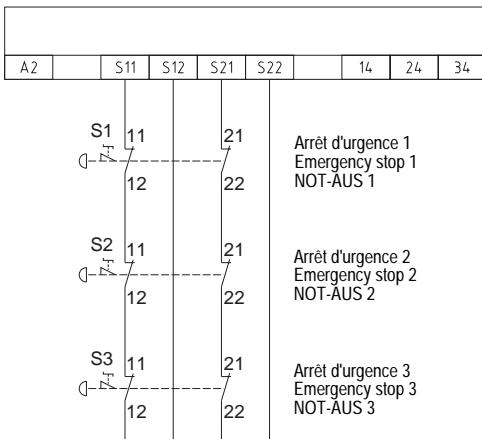 A2 S11 S12 S21 S22 14 24 34
S1 11 21
Arrêt d'urgence 1
Emergency stop 1
NOT-AUS 1
12 22
S2 11 21
Arrêt d'urgence 2
Emergency stop 2
NOT-AUS 2
12 22
S3 11 21
Arrêt d'urgence 3
Emergency stop 3
NOT-AUS 3
12 22